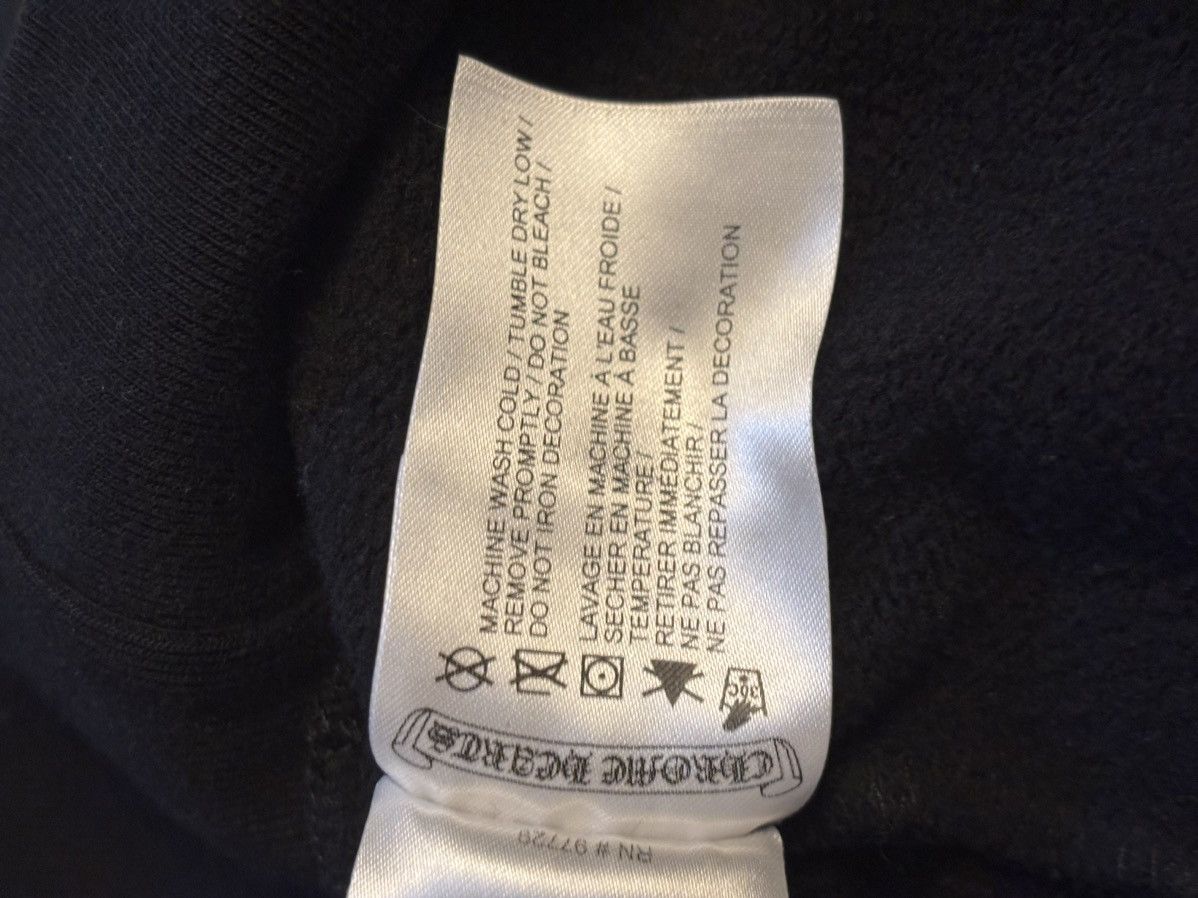 MACHINE WASH COLD / TUMBLE DRY LOW /
REMOVE PROMPTLY / DO NOT BLEACH /
DO NOT IRON DECORATION
LAVAGE EN MACHINE À L'EAU FROIDE /
SECHER EN MACHINE À BASSE
TEMPERATURE /
RETIRER IMMÉDIATEMENT /
NE PAS BLANCHIR /
NE PAS REPASSER LA DECORATION
30C
CHROME HEARTS
RN # 97729